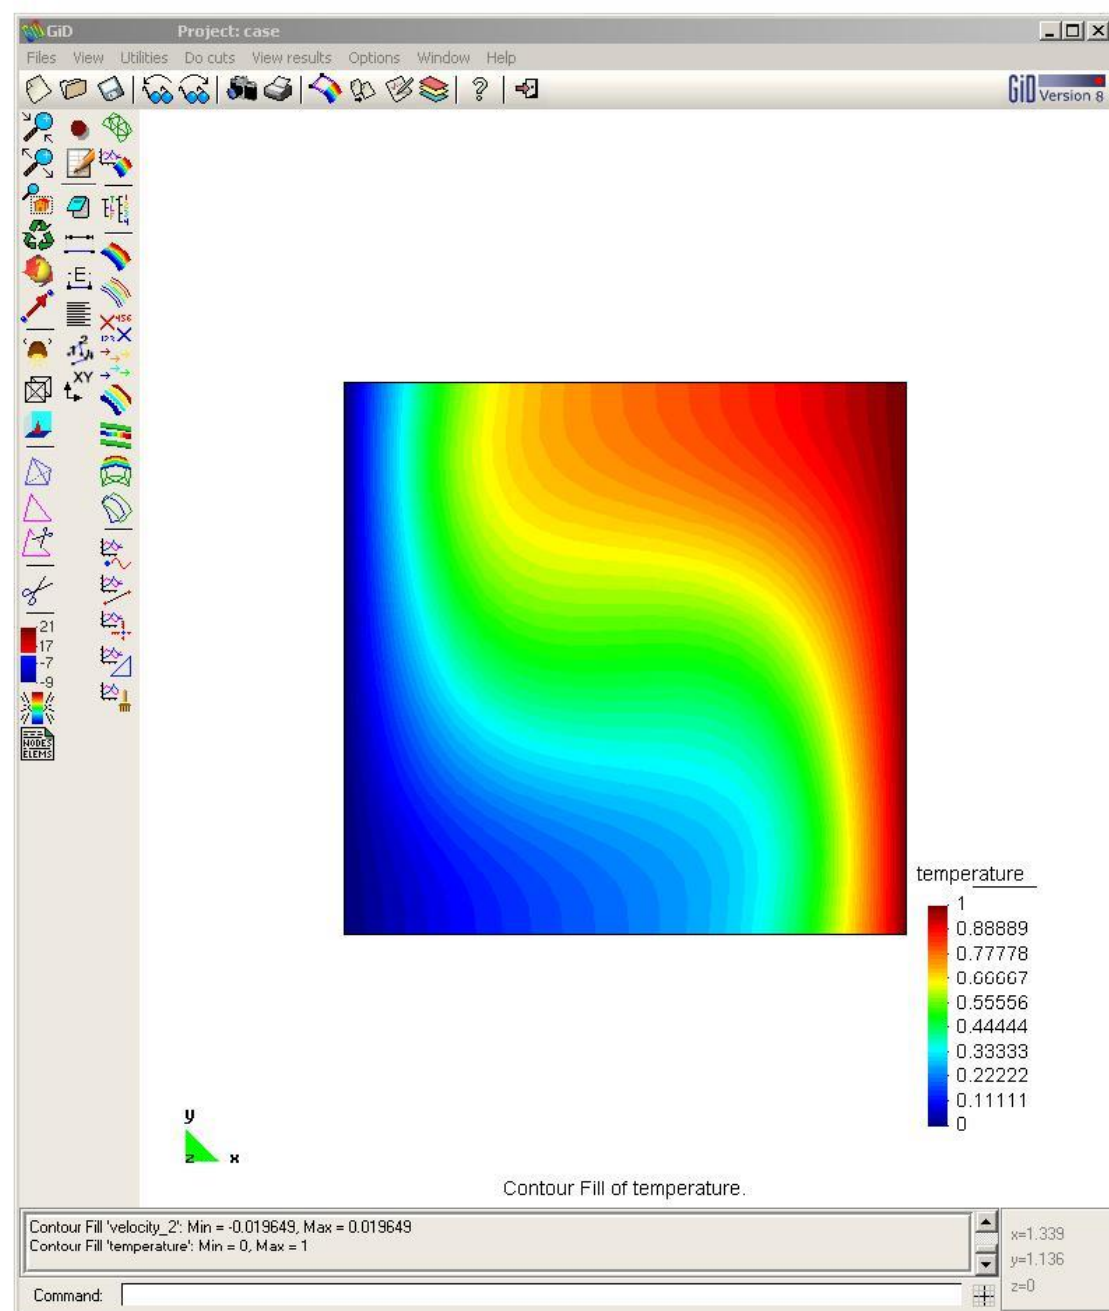 GiD Project: case
Files View Utilities Do cuts View results Options Window Help
GiD Version 8
E
XY
21
17
-7
-9
NODES
ELEMS
temperature
1
0.88889
0.77778
0.66667
0.55556
0.44444
0.33333
0.22222
0.11111
0
y
z x
Contour Fill of temperature.
Contour Fill 'velocity_2': Min = -0.019649, Max = 0.019649
Contour Fill 'temperature': Min = 0, Max = 1
x=1.339
y=1.136
z=0
Command: